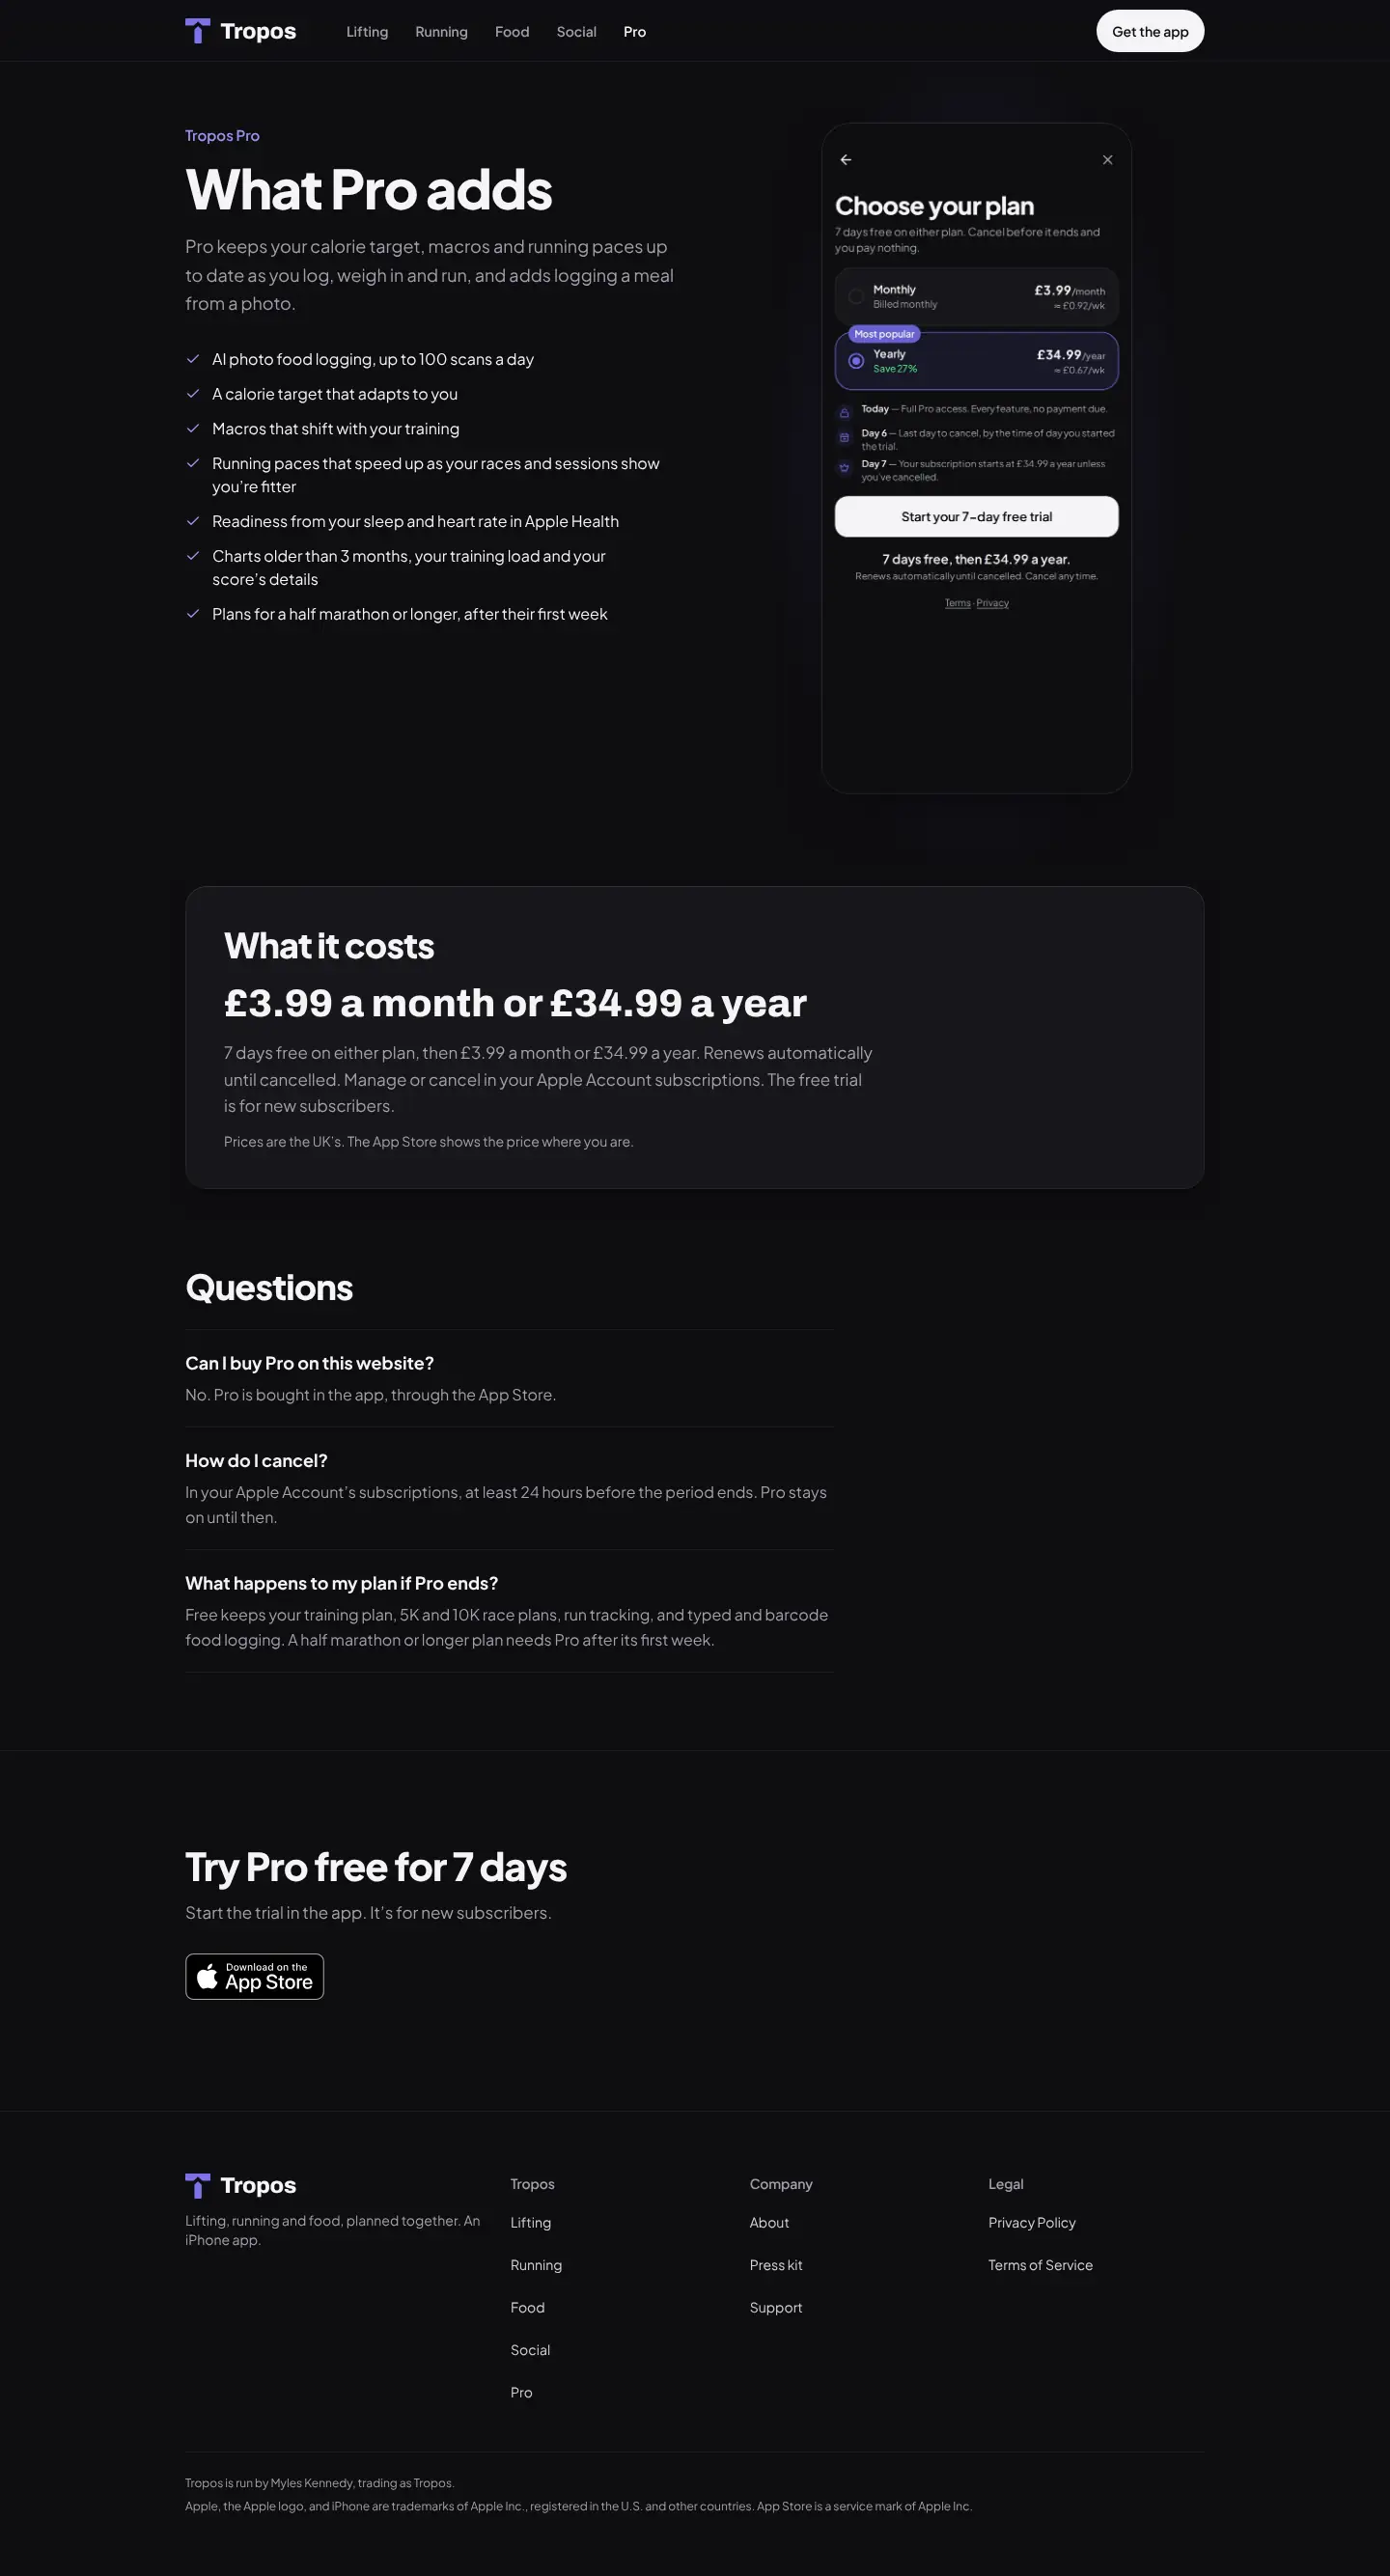 Tropos
Lifting
Running
Food
Social
Pro
Get the app
Tropos Pro
What Pro adds
Pro keeps your calorie target, macros and running paces up
to date as you log, weigh in and run, and adds logging a meal
from a photo.
AI photo food logging, up to 100 scans a day
A calorie target that adapts to you
Macros that shift with your training
Running paces that speed up as your races and sessions show
you’re fitter
Readiness from your sleep and heart rate in Apple Health
Charts older than 3 months, your training load and your
score’s details
Plans for a half marathon or longer, after their first week
Choose your plan
7 days free on either plan. Cancel before it ends and
you pay nothing.
Monthly
£3.99/month
Billed monthly
≈ £0.92/wk
Most popular
Yearly
£34.99/year
Save 27%
≈ £0.67/wk
Today — Full Pro access. Every feature, no payment due.
Day 6 — Last day to cancel, by the time of day you started
the trial.
Day 7 — Your subscription starts at £34.99 a year unless
you’ve cancelled.
Start your 7-day free trial
7 days free, then £34.99 a year.
Renews automatically until cancelled. Cancel any time.
Terms · Privacy
What it costs
£3.99 a month or £34.99 a year
7 days free on either plan, then £3.99 a month or £34.99 a year. Renews automatically
until cancelled. Manage or cancel in your Apple Account subscriptions. The free trial
is for new subscribers.
Prices are the UK’s. The App Store shows the price where you are.
Questions
Can I buy Pro on this website?
No. Pro is bought in the app, through the App Store.
How do I cancel?
In your Apple Account’s subscriptions, at least 24 hours before the period ends. Pro stays
on until then.
What happens to my plan if Pro ends?
Free keeps your training plan, 5K and 10K race plans, run tracking, and typed and barcode
food logging. A half marathon or longer plan needs Pro after its first week.
Try Pro free for 7 days
Start the trial in the app. It’s for new subscribers.
Download on the
App Store
Tropos
Lifting, running and food, planned together. An
iPhone app.
Tropos
Lifting
Running
Food
Social
Pro
Company
About
Press kit
Support
Legal
Privacy Policy
Terms of Service
Tropos is run by Myles Kennedy, trading as Tropos.
Apple, the Apple logo, and iPhone are trademarks of Apple Inc., registered in the U.S. and other countries. App Store is a service mark of Apple Inc.